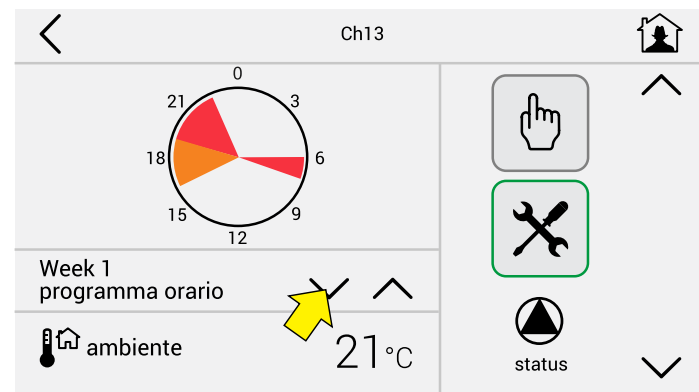 Ch13
0
21
3
18
6
15
9
12
Week 1
programma orario
ambiente
21°C
status